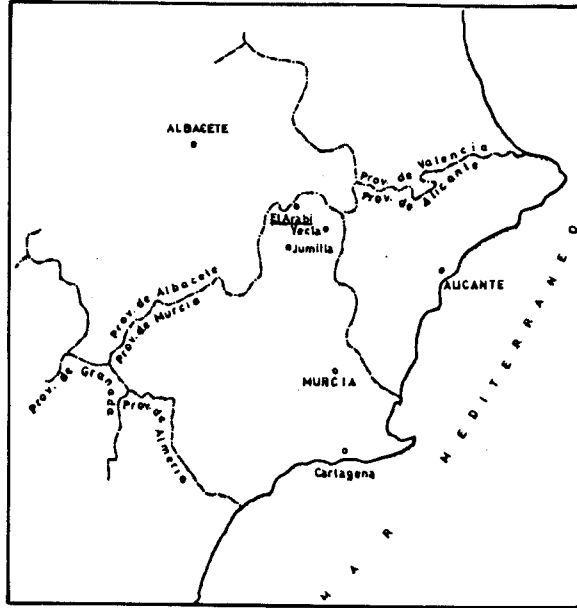 ALBACETE
Prov. de Valencia
Prov. de Alicante
El Arabi
Yecla
Jumilla
ALICANTE
Prov. de Albacete
Prov. de Murcia
MURCIA
Prov. de Granada
Prov. de Almeria
Cartagena
MAR MEDITERRANEO